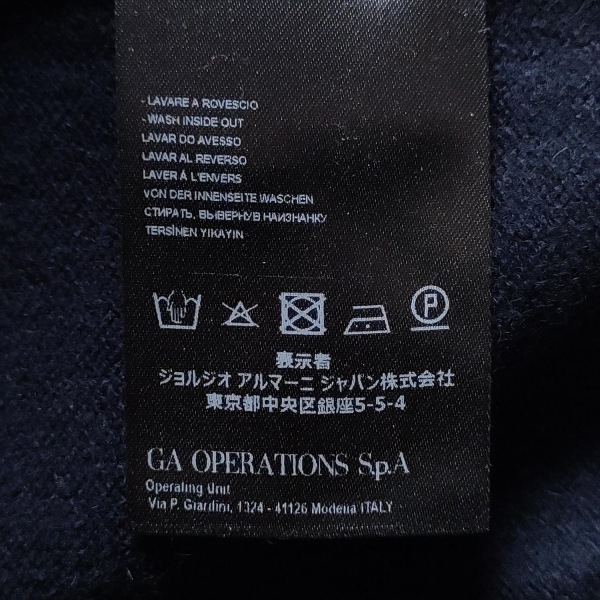 - LAVARE A ROVESCIO
- WASH INSIDE OUT
LAVAR DO AVESSO
LAVAR AL REVERSO
LAVER Á L'ENVERS
VON DER INNENSEITE WASCHEN
СТИРАТЬ, ВЫВЕРНУВ НАИЗНАНКУ
TERSİNEN YIKAYIN
P
表示者
ジョルジオ アルマーニ ジャパン株式会社
東京都中央区銀座5-5-4
GA OPERATIONS S.p.A
Operating Unit
Via P. Giardini, 1324 - 41126 Modena ITALY